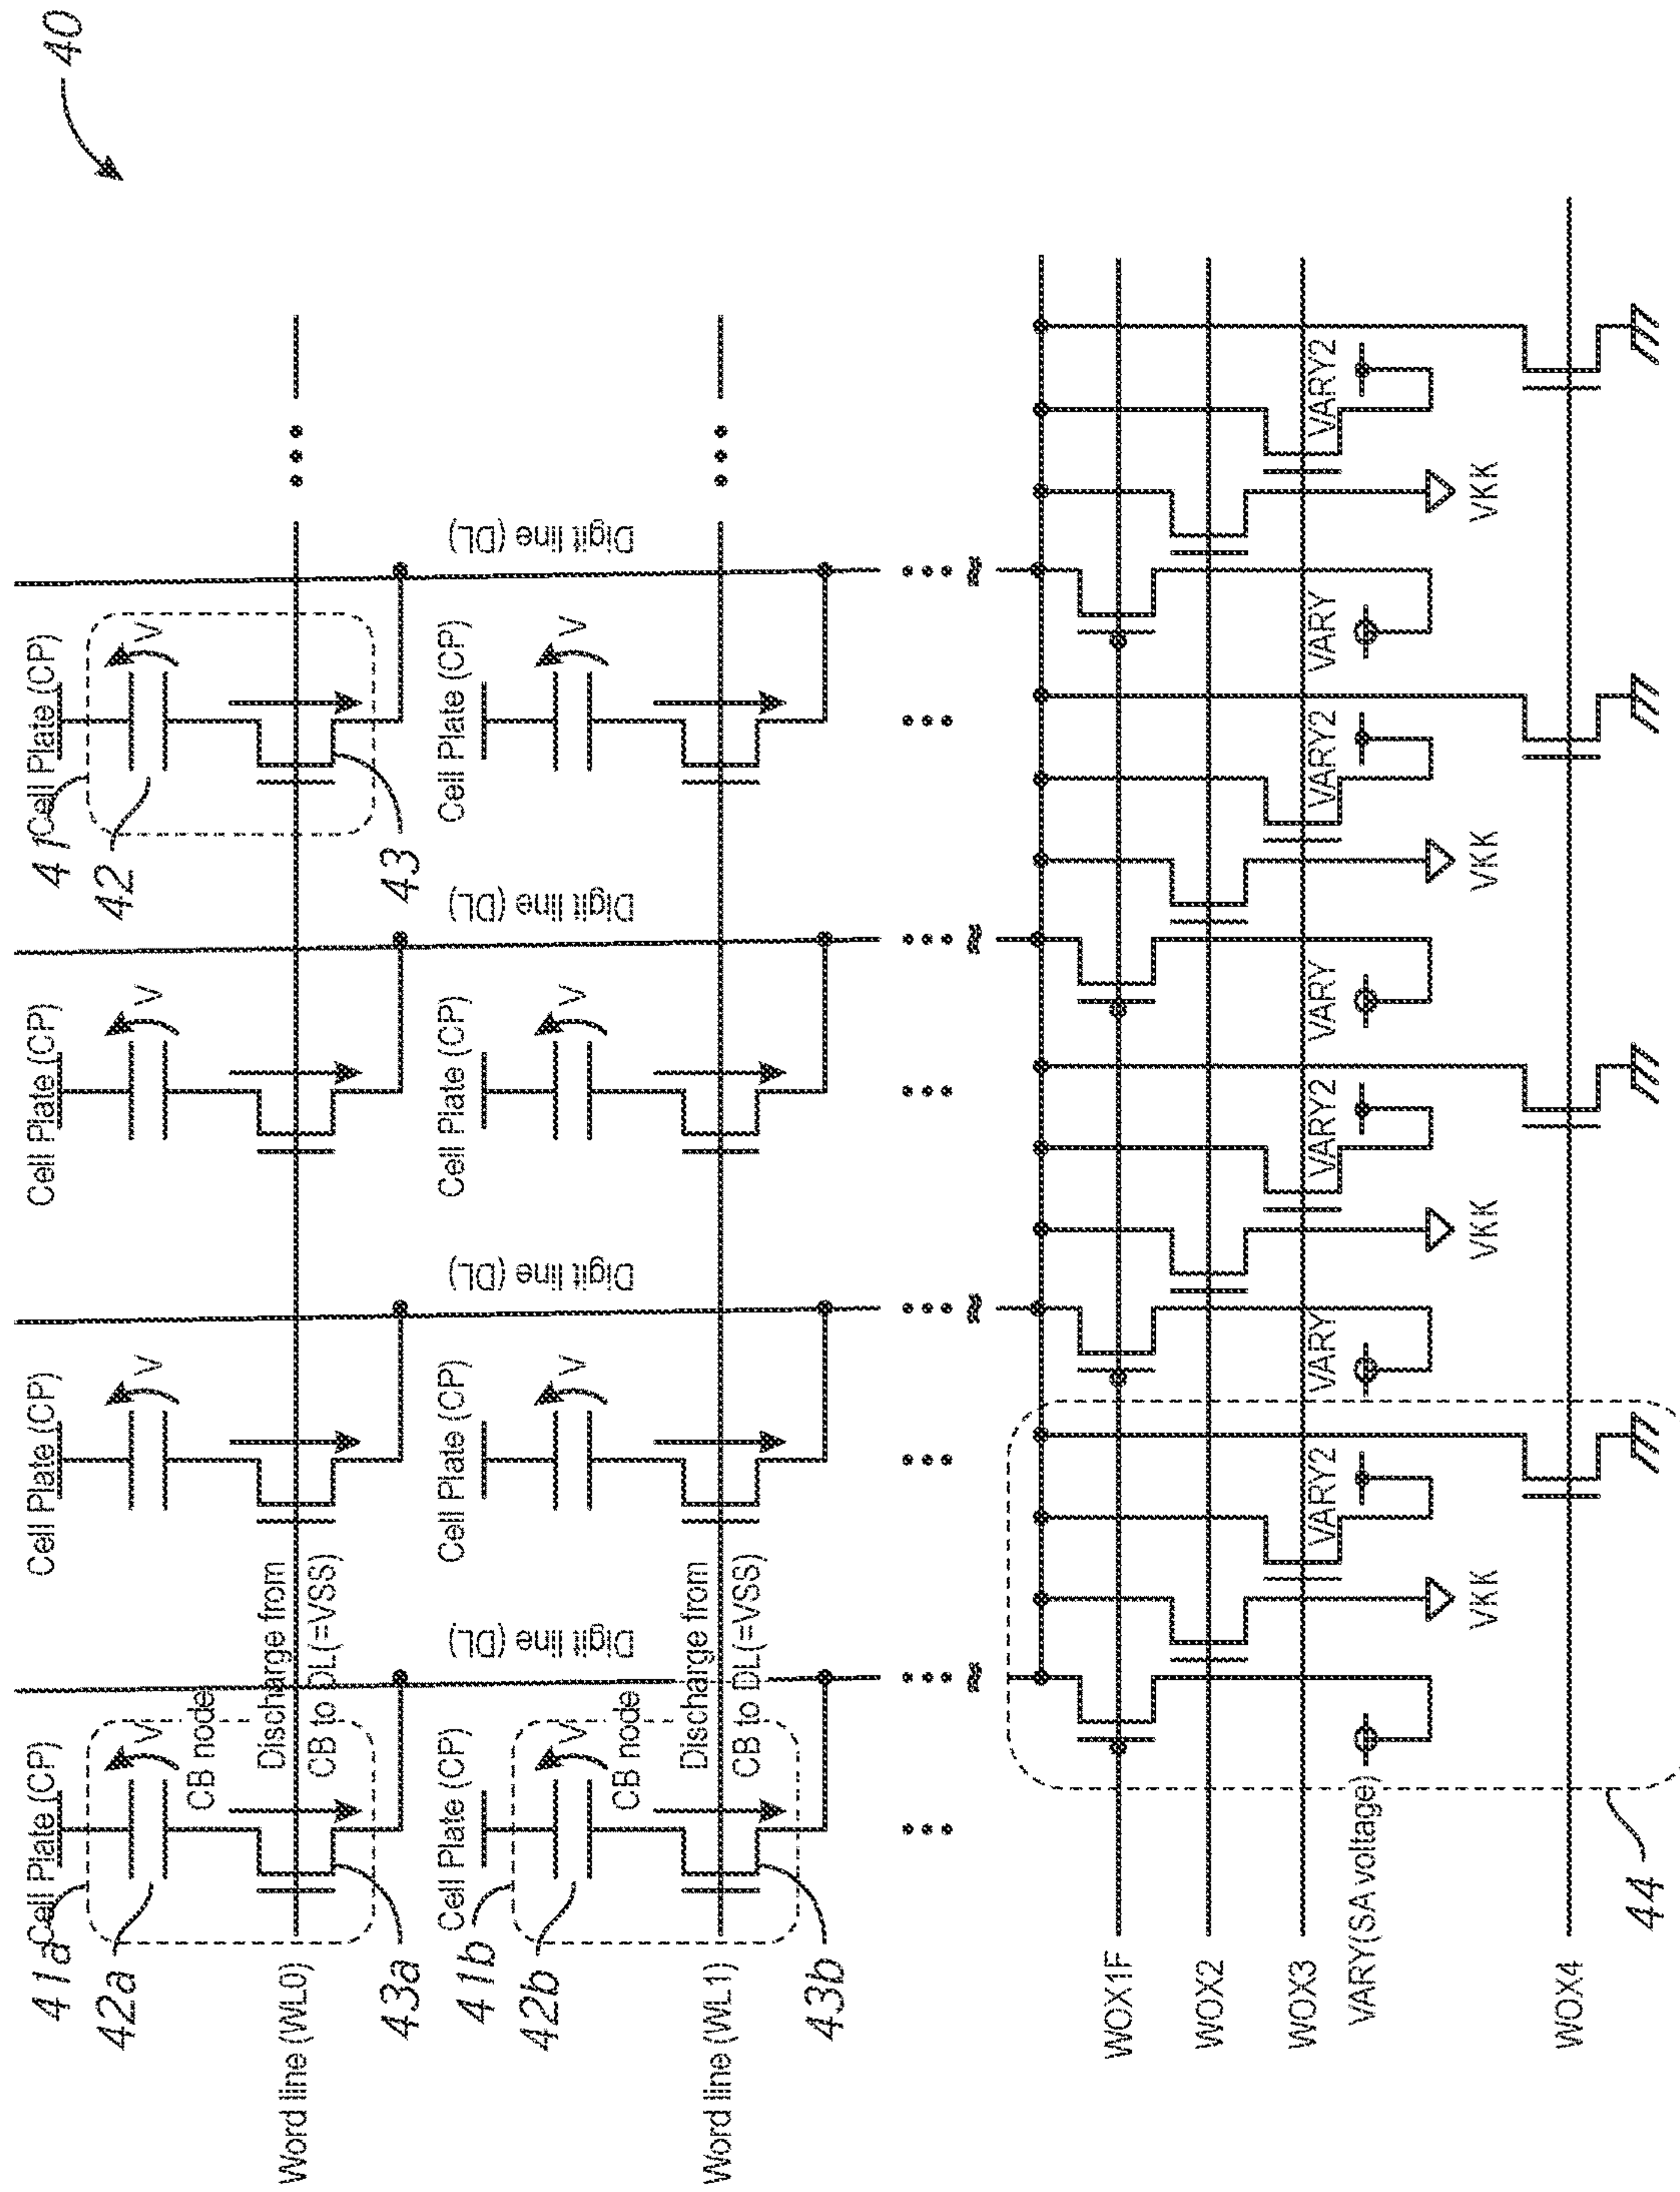 40
41a
Cell Plate (CP)
Cell Plate (CP)
Cell Plate (CP)
41
Cell Plate (CP)
42a
V
V
V
42
V
CB node
Word line (WL0)
Discharge from
CB to DL(=VSS)
43a
43
Digit line (DL)
Digit line (DL)
Digit line (DL)
Digit line (DL)
41b
Cell Plate (CP)
Cell Plate (CP)
Cell Plate (CP)
Cell Plate (CP)
42b
V
V
V
V
CB node
Word line (WL1)
Discharge from
CB to DL(=VSS)
43b
WOX1F
WOX2
WOX3
VARY(SA voltage)
VARY2
VARY
VARY2
VARY
VARY2
VARY
VARY2
VKK
VKK
VKK
VKK
WOX4
44